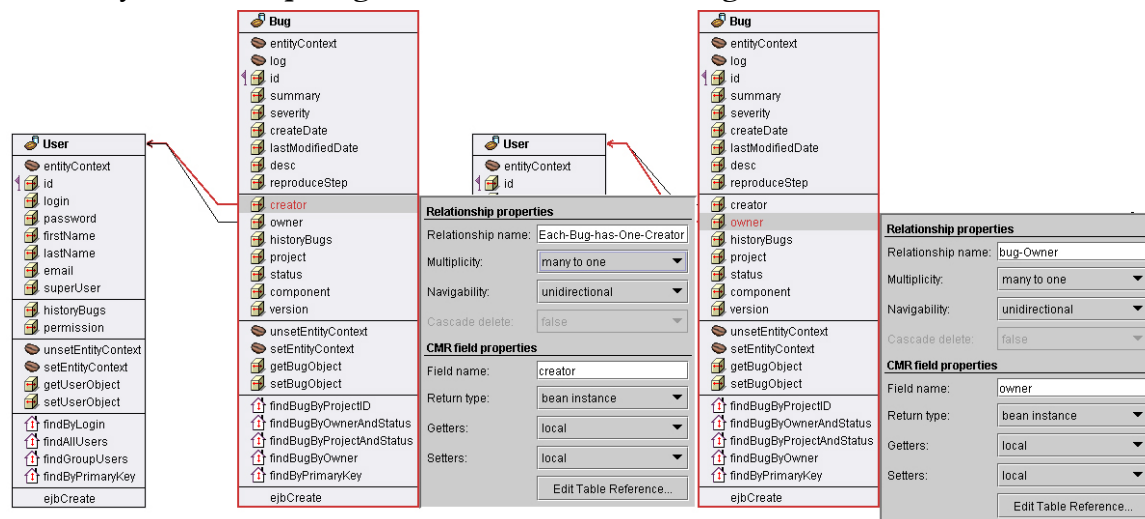 User
entityContext
id
login
password
firstName
lastName
email
superUser
historyBugs
permission
unsetEntityContext
setEntityContext
getUserObject
setUserObject
findByLogin
findAllUsers
findGroupUsers
findByPrimaryKey
ejbCreate
Bug
entityContext
log
id
summary
severity
createDate
lastModifiedDate
desc
reproduceStep
creator
owner
historyBugs
project
status
component
version
unsetEntityContext
setEntityContext
getBugObject
setBugObject
findBugByProjectID
findBugByOwnerAndStatus
findBugByProjectAndStatus
findBugByOwner
findByPrimaryKey
ejbCreate
Relationship properties
Relationship name: Each-Bug-has-One-Creator
Multiplicity: many to one
Navigability: unidirectional
Cascade delete: false
CMR field properties
Field name: creator
Return type: bean instance
Getters: local
Setters: local
Edit Table Reference...
User
entityContext
id
Bug
entityContext
log
id
summary
severity
createDate
lastModifiedDate
desc
reproduceStep
creator
owner
historyBugs
project
status
component
version
unsetEntityContext
setEntityContext
getBugObject
setBugObject
findBugByProjectID
findBugByOwnerAndStatus
findBugByProjectAndStatus
findBugByOwner
findByPrimaryKey
ejbCreate
Relationship properties
Relationship name: bug-Owner
Multiplicity: many to one
Navigability: unidirectional
Cascade delete: false
CMR field properties
Field name: owner
Return type: bean instance
Getters: local
Setters: local
Edit Table Reference...